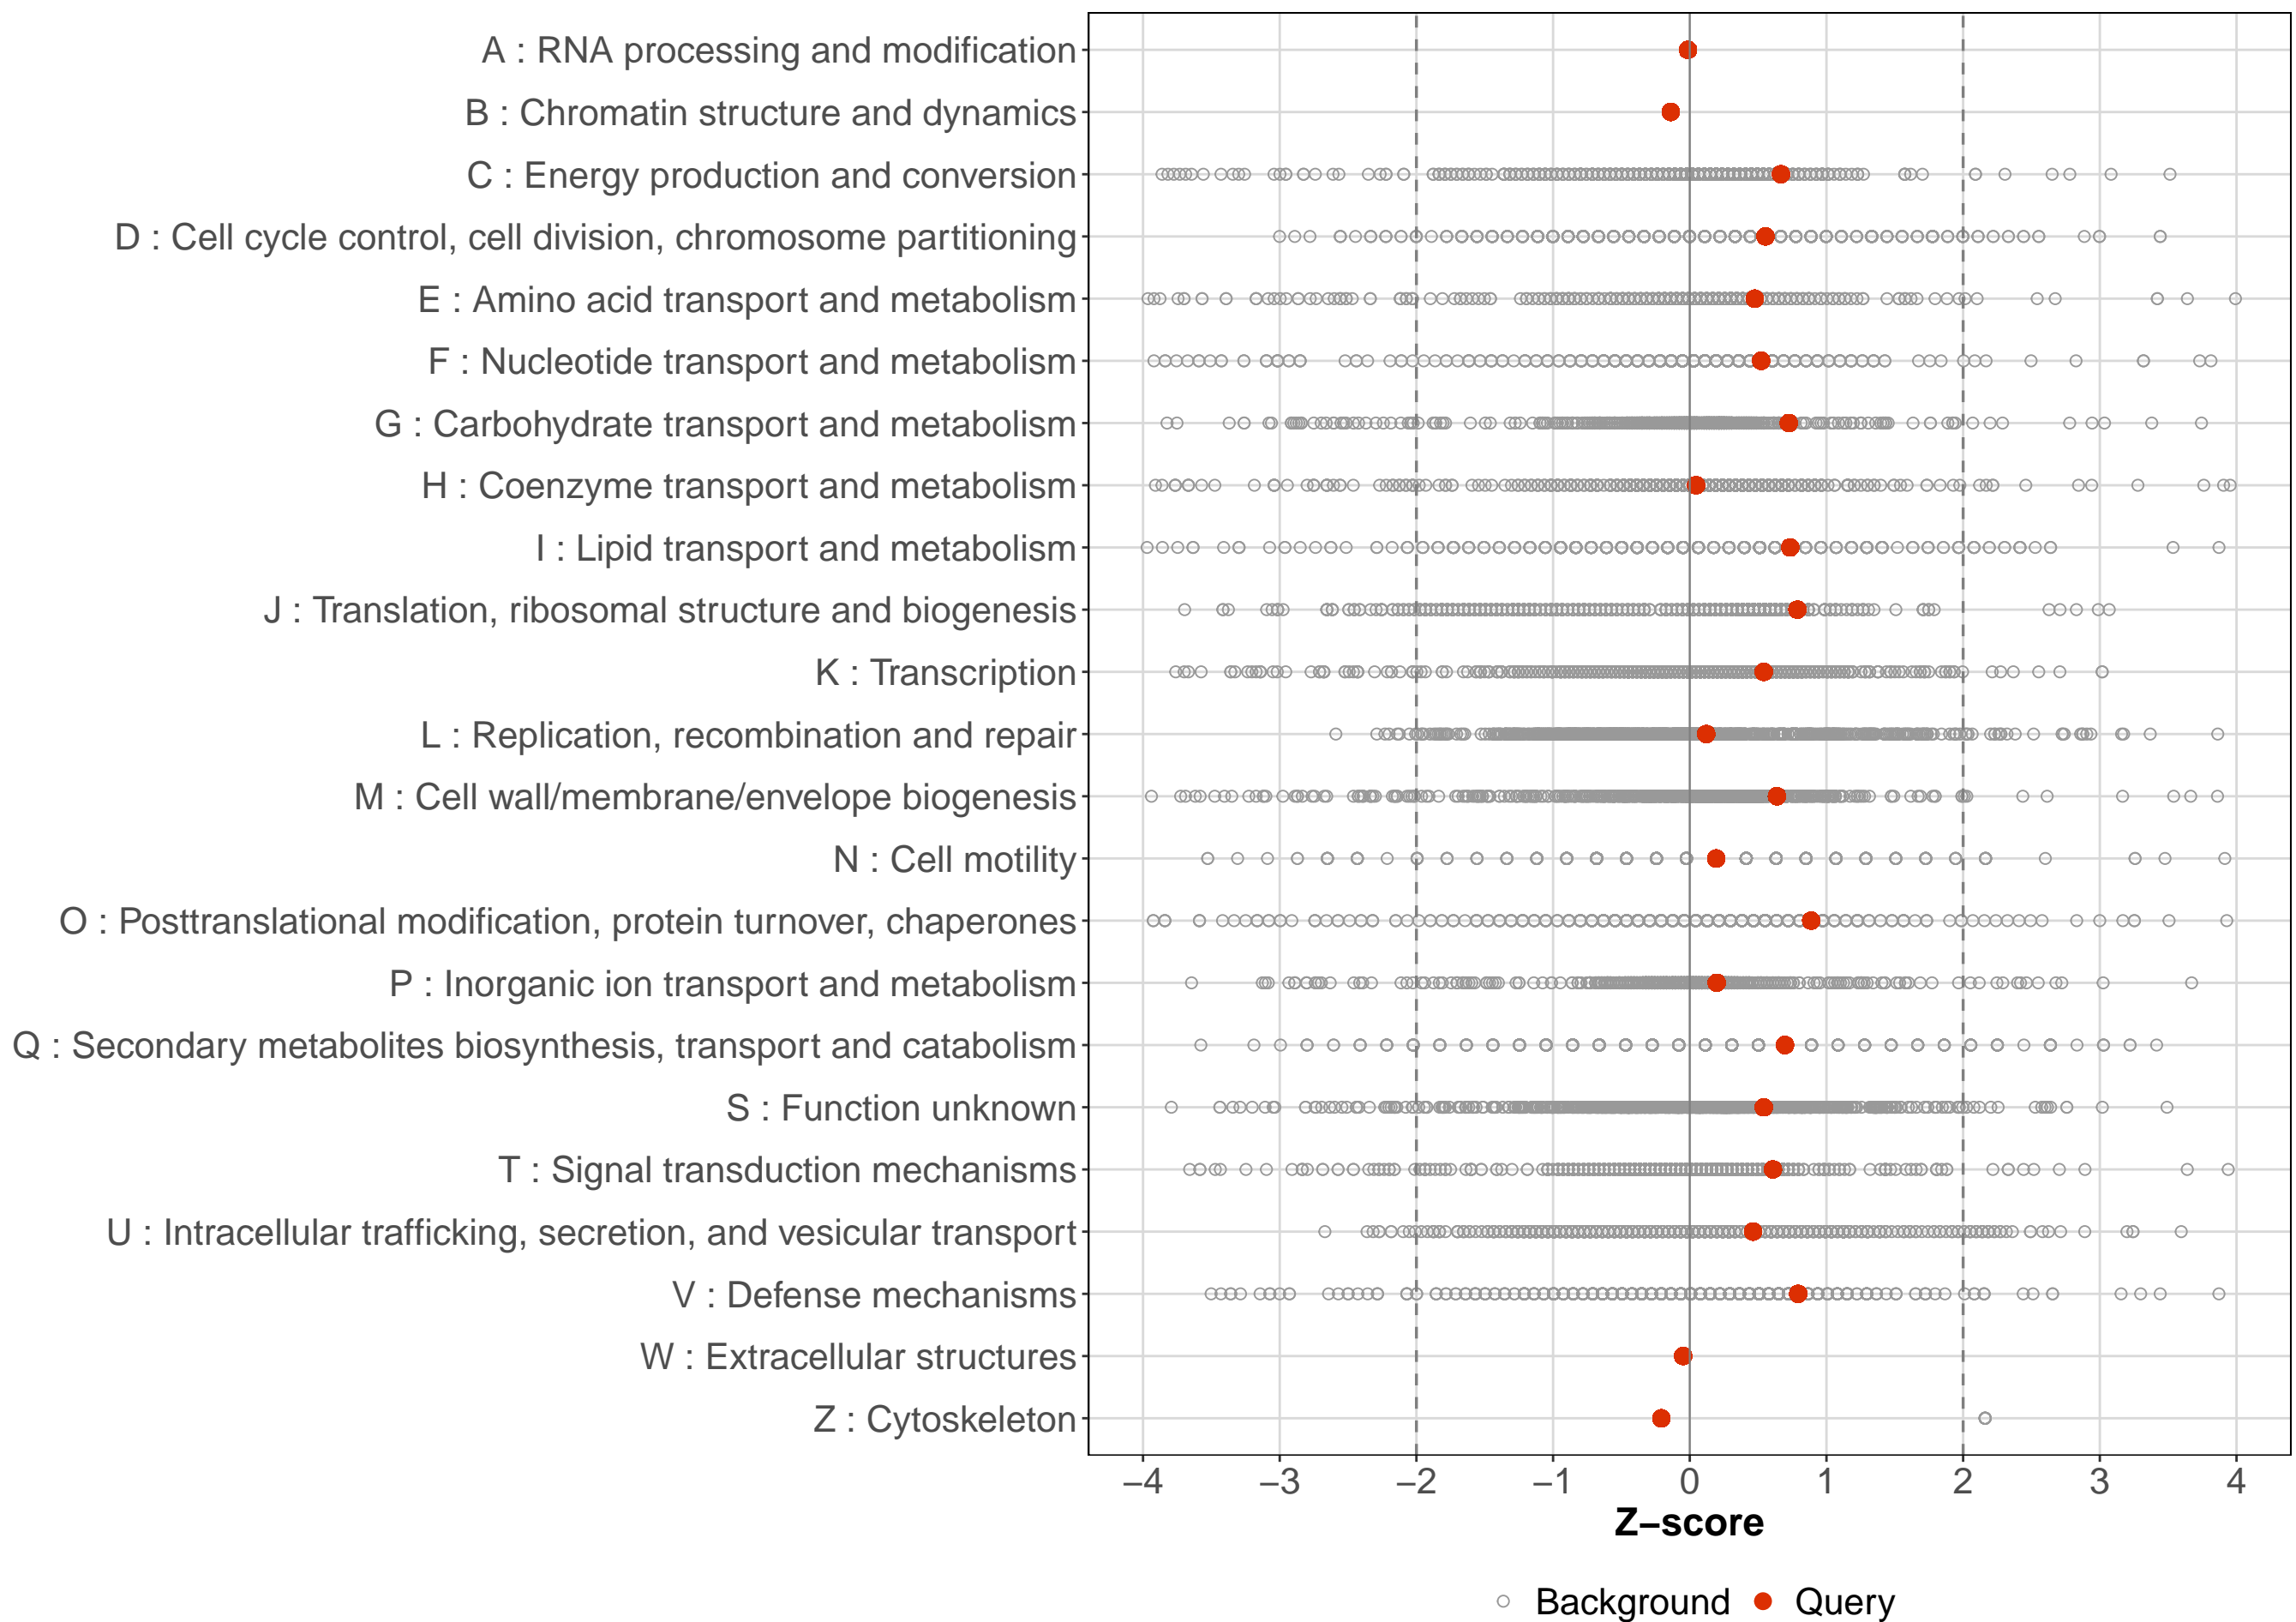 A : RNA processing and modification
B : Chromatin structure and dynamics
C : Energy production and conversion
D : Cell cycle control, cell division, chromosome partitioning
E : Amino acid transport and metabolism
F : Nucleotide transport and metabolism
G : Carbohydrate transport and metabolism
H : Coenzyme transport and metabolism
I : Lipid transport and metabolism
J : Translation, ribosomal structure and biogenesis
K : Transcription
L : Replication, recombination and repair
M : Cell wall/membrane/envelope biogenesis
N : Cell motility
O : Posttranslational modification, protein turnover, chaperones
P : Inorganic ion transport and metabolism
Q : Secondary metabolites biosynthesis, transport and catabolism
S : Function unknown
T : Signal transduction mechanisms
U : Intracellular trafficking, secretion, and vesicular transport
V : Defense mechanisms
W : Extracellular structures
Z : Cytoskeleton
−4 −3 −2 −1 0 1 2 3 4
Z−score
Background Query